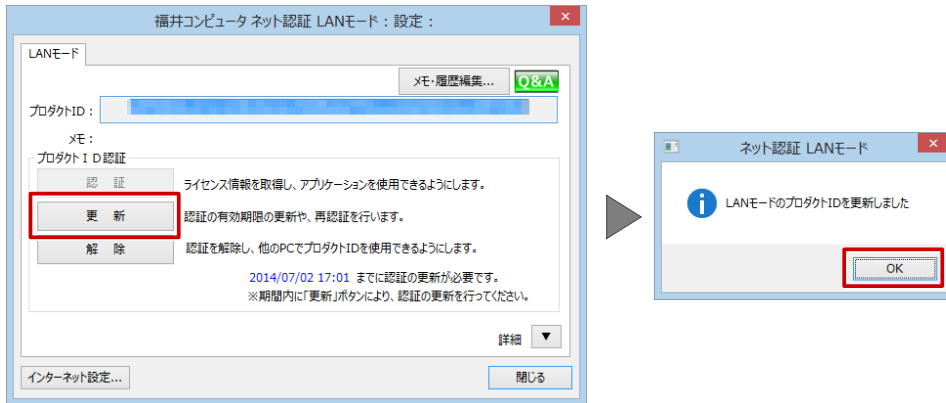 福井コンピュータ ネット認証 LANモード：設定：
LANモード
メモ・履歴編集...
Q&A
プロダクトID：
メモ：
プロダクトＩＤ認証
認　証
ライセンス情報を取得し、アプリケーションを使用できるようにします。
更　新
認証の有効期限の更新や、再認証を行います。
解　除
認証を解除し、他のPCでプロダクトIDを使用できるようにします。
2014/07/02 17:01 までに認証の更新が必要です。
※期間内に「更新」ボタンにより、認証の更新を行ってください。
詳細
インターネット設定...
閉じる
ネット認証 LANモード
LANモードのプロダクトIDを更新しました
OK